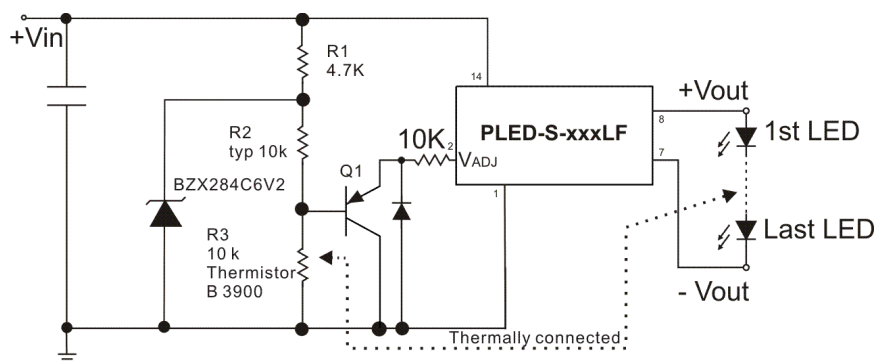 +Vin
R1
4.7K
14
PLED-S-xxxLF
+Vout
8
1st LED
R2
typ 10k
10K
2
VADJ
7
Q1
BZX284C6V2
1
R3
10 k
Thermistor
B 3900
Last LED
- Vout
Thermally connected